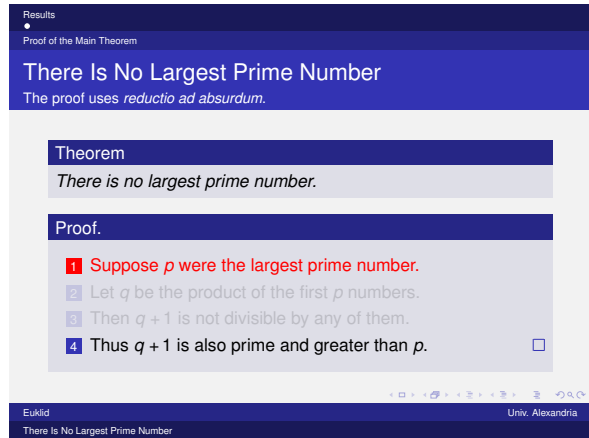 Results
Proof of the Main Theorem
There Is No Largest Prime Number
The proof uses reductio ad absurdum.
Theorem
There is no largest prime number.
Proof.
1 Suppose p were the largest prime number.
2 Let q be the product of the first p numbers.
3 Then q + 1 is not divisible by any of them.
4 Thus q + 1 is also prime and greater than p.
Euklid Univ. Alexandria
There Is No Largest Prime Number